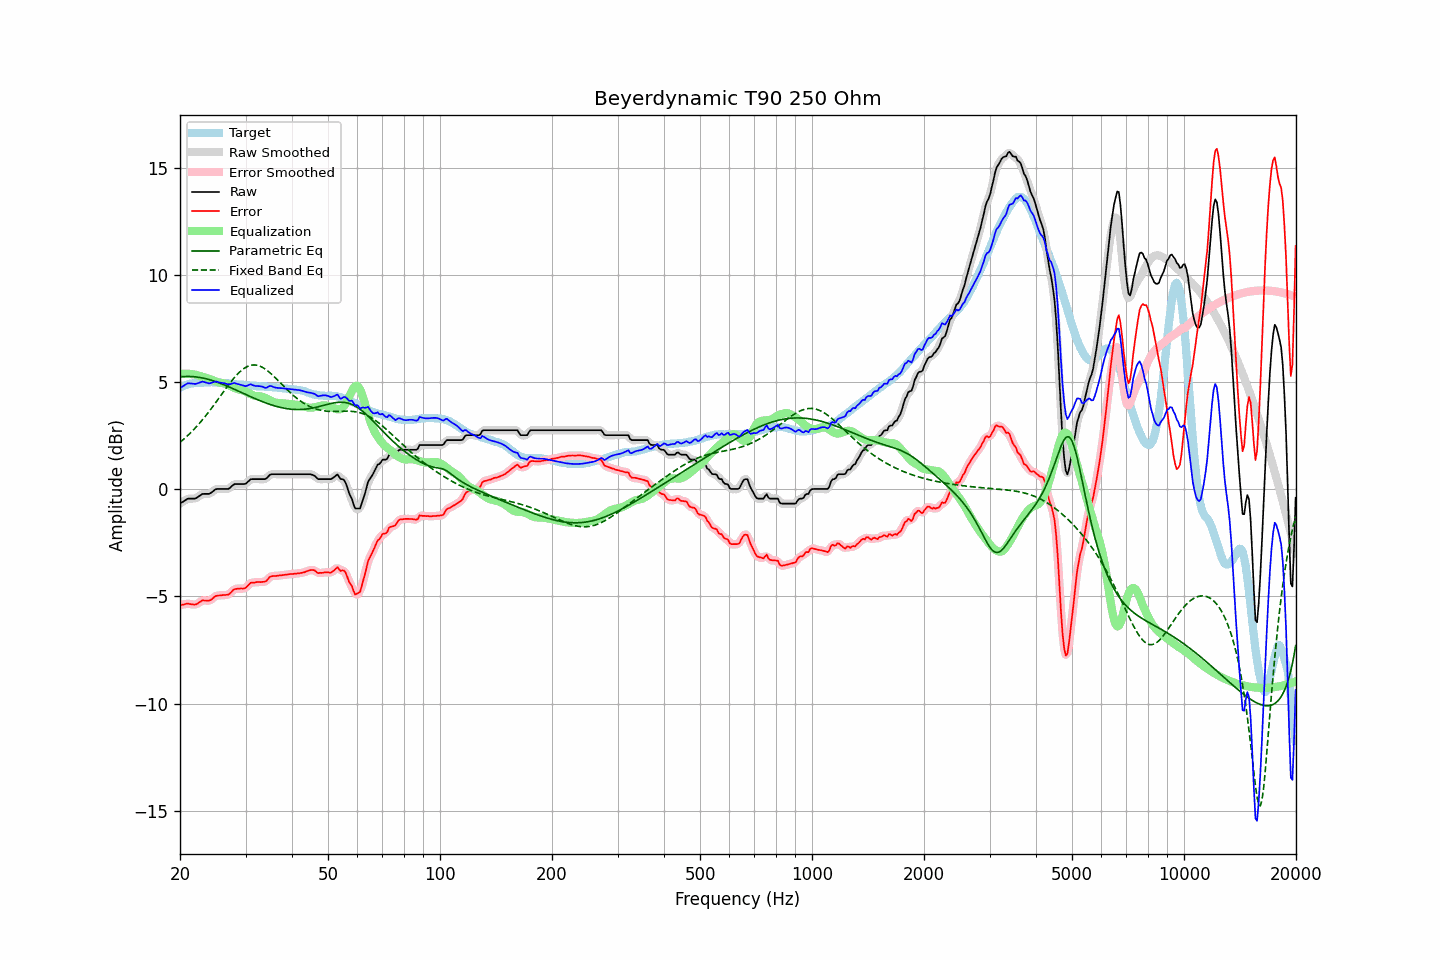 Beyerdynamic T90 250 Ohm
Target
Raw Smoothed
Error Smoothed
Raw
Error
Equalization
Parametric Eq
Fixed Band Eq
Equalized
Amplitude (dBr)
15
10
5
0
−5
−10
−15
20
50
100
200
500
1000
2000
5000
10000
20000
Frequency (Hz)